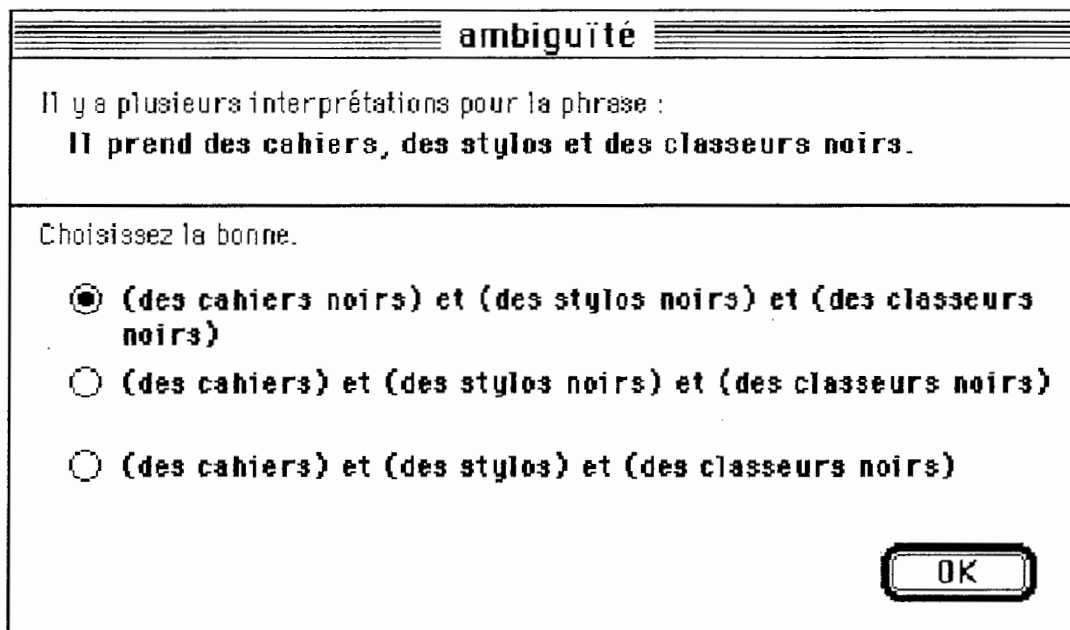 ambiguïté
Il y a plusieurs interprétations pour la phrase :
Il prend des cahiers, des stylos et des classeurs noirs.
Choisissez la bonne.
(des cahiers noirs) et (des stylos noirs) et (des classeurs
noirs)
(des cahiers) et (des stylos noirs) et (des classeurs noirs)
(des cahiers) et (des stylos) et (des classeurs noirs)
OK